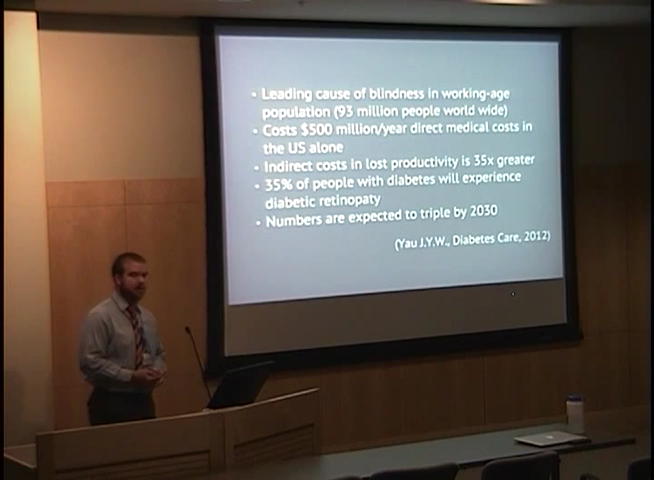 • Leading cause of blindness in working-age
population (93 million people world wide)
• Costs $500 million/year direct medical costs in
the US alone
• Indirect costs in lost productivity is 35x greater
• 35% of people with diabetes will experience
diabetic retinopaty
• Numbers are expected to triple by 2030
(Yau J.Y.W., Diabetes Care, 2012)